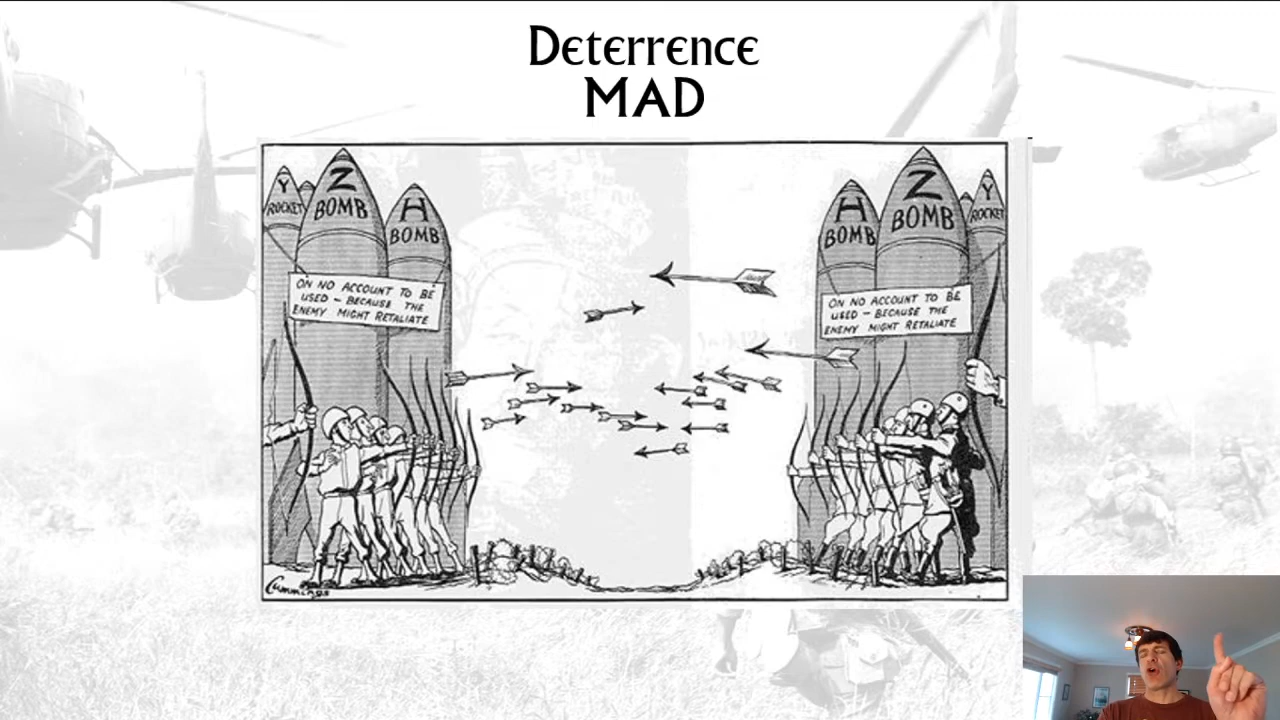 Deterrence
MAD
Y
ROCKET
Z
BOMB
H
BOMB
ON NO ACCOUNT TO BE
USED – BECAUSE THE
ENEMY MIGHT RETALIATE
H
BOMB
Z
BOMB
Y
ROCKET
ON NO ACCOUNT TO BE
USED – BECAUSE THE
ENEMY MIGHT RETALIATE
Cummings